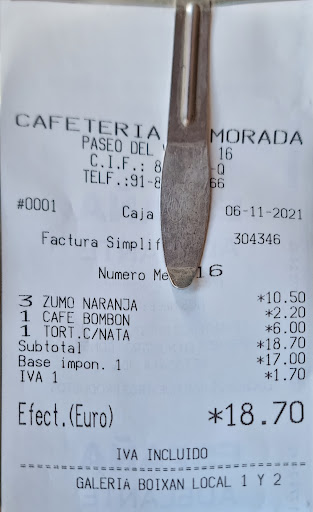 CAFETERIA MORADA
PASEO DEL 16
C.I.F.: 8 -Q
TELF.:91-8 66
#0001 Caja 06-11-2021
Factura Simplif 304346
Numero Me 16
3 ZUMO NARANJA *10.50
1 CAFE BOMBON *2.20
1 TORT.C/NATA *6.00
Subtotal *18.70
Base impon. 1 *17.00
IVA 1 *1.70
Efect.(Euro) *18.70
IVA INCLUIDO
GALERIA BOIXAN LOCAL 1 Y 2